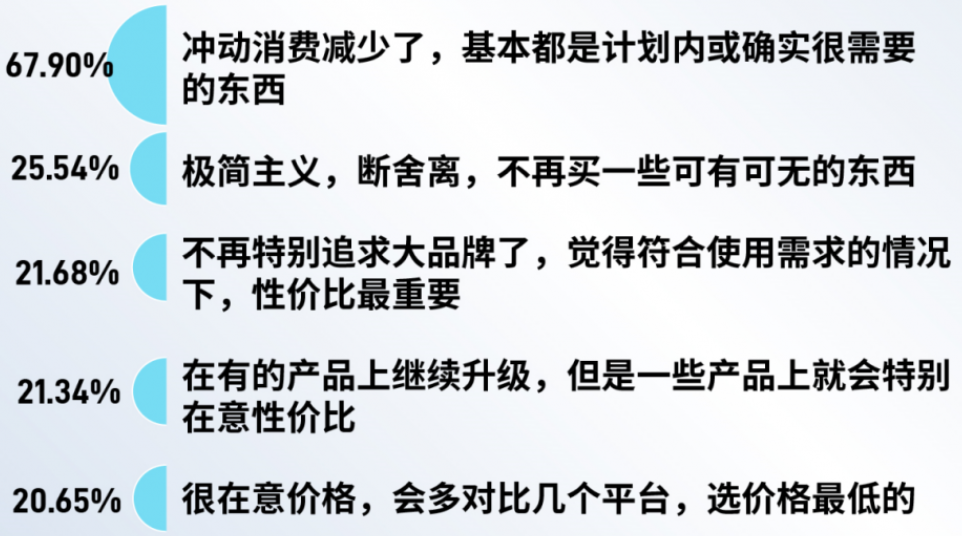 67.90%
冲动消费减少了，基本都是计划内或确实很需要
的东西
25.54%
极简主义，断舍离，不再买一些可有可无的东西
21.68%
不再特别追求大品牌了，觉得符合使用需求的情况
下，性价比最重要
21.34%
在有的产品上继续升级，但是一些产品上就会特别
在意性价比
20.65%
很在意价格，会多对比几个平台，选价格最低的